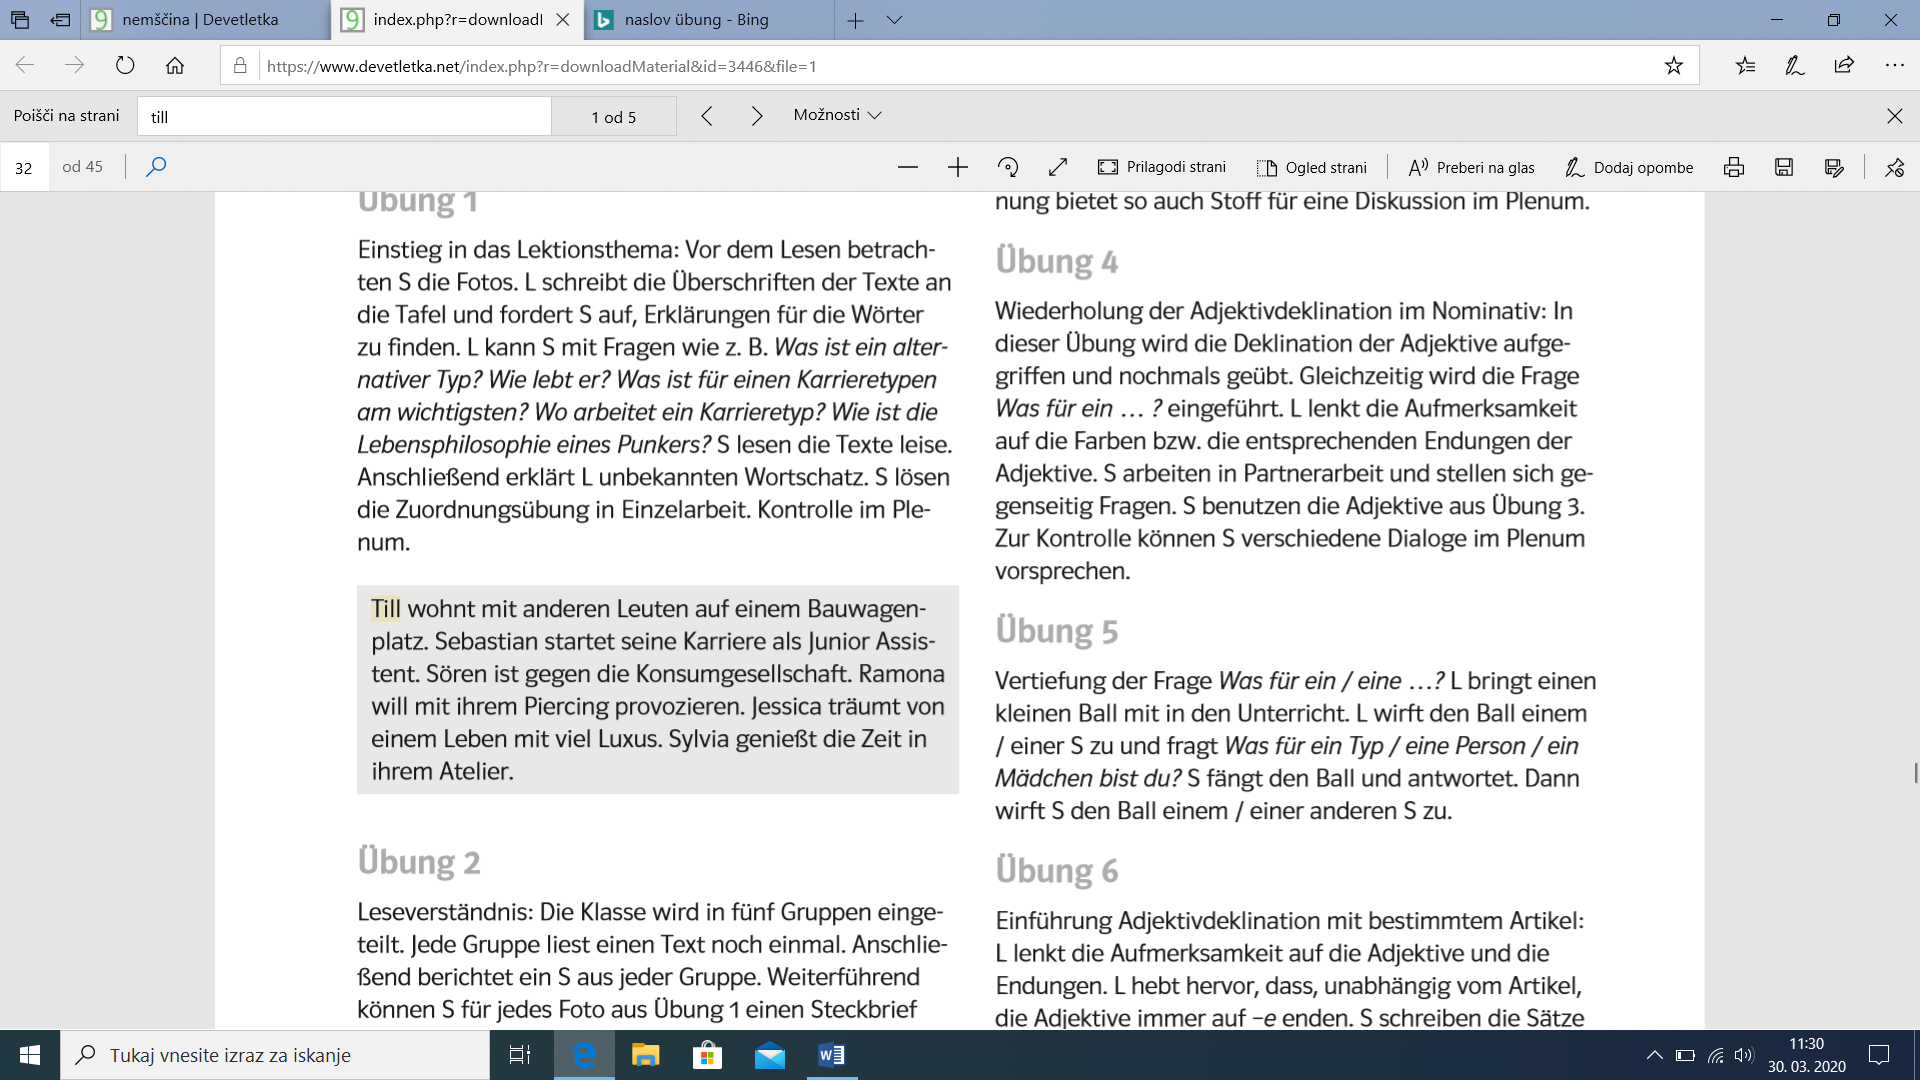 nemščina | Devetletka
index.php?r=downloadI
naslov übung - Bing
https://www.devetletka.net/index.php?r=downloadMaterial&id=3446&file=1
Poišči na strani
till
1 od 5
Možnosti
32
od 45
Prilagodi strani
Ogled strani
Preberi na glas
Dodaj opombe
Übung 1
Einstieg in das Lektionsthema: Vor dem Lesen betrach-
ten S die Fotos. L schreibt die Überschriften der Texte an
die Tafel und fordert S auf, Erklärungen für die Wörter
zu finden. L kann S mit Fragen wie z. B. Was ist ein alter-
nativer Typ? Wie lebt er? Was ist für einen Karrieretypen
am wichtigsten? Wo arbeitet ein Karrieretyp? Wie ist die
Lebensphilosophie eines Punkers? S lesen die Texte leise.
Anschließend erklärt L unbekannten Wortschatz. S lösen
die Zuordnungsübung in Einzelarbeit. Kontrolle im Ple-
num.
Till wohnt mit anderen Leuten auf einem Bauwagen-
platz. Sebastian startet seine Karriere als Junior Assis-
tent. Sören ist gegen die Konsumgesellschaft. Ramona
will mit ihrem Piercing provozieren. Jessica träumt von
einem Leben mit viel Luxus. Sylvia genießt die Zeit in
ihrem Atelier.
Übung 2
Leseverständnis: Die Klasse wird in fünf Gruppen einge-
teilt. Jede Gruppe liest einen Text noch einmal. Anschlie-
ßend berichtet ein S aus jeder Gruppe. Weiterführend
können S für jedes Foto aus Übung 1 einen Steckbrief
nung bietet so auch Stoff für eine Diskussion im Plenum.
Übung 4
Wiederholung der Adjektivdeklination im Nominativ: In
dieser Übung wird die Deklination der Adjektive aufge-
griffen und nochmals geübt. Gleichzeitig wird die Frage
Was für ein … ? eingeführt. L lenkt die Aufmerksamkeit
auf die Farben bzw. die entsprechenden Endungen der
Adjektive. S arbeiten in Partnerarbeit und stellen sich ge-
genseitig Fragen. S benutzen die Adjektive aus Übung 3.
Zur Kontrolle können S verschiedene Dialoge im Plenum
vorsprechen.
Übung 5
Vertiefung der Frage Was für ein / eine …? L bringt einen
kleinen Ball mit in den Unterricht. L wirft den Ball einem
/ einer S zu und fragt Was für ein Typ / eine Person / ein
Mädchen bist du? S fängt den Ball und antwortet. Dann
wirft S den Ball einem / einer anderen S zu.
Übung 6
Einführung Adjektivdeklination mit bestimmtem Artikel:
L lenkt die Aufmerksamkeit auf die Adjektive und die
Endungen. L hebt hervor, dass, unabhängig vom Artikel,
die Adjektive immer auf –e enden. S schreiben die Sätze
Tukaj vnesite izraz za iskanje
11:30
30. 03. 2020